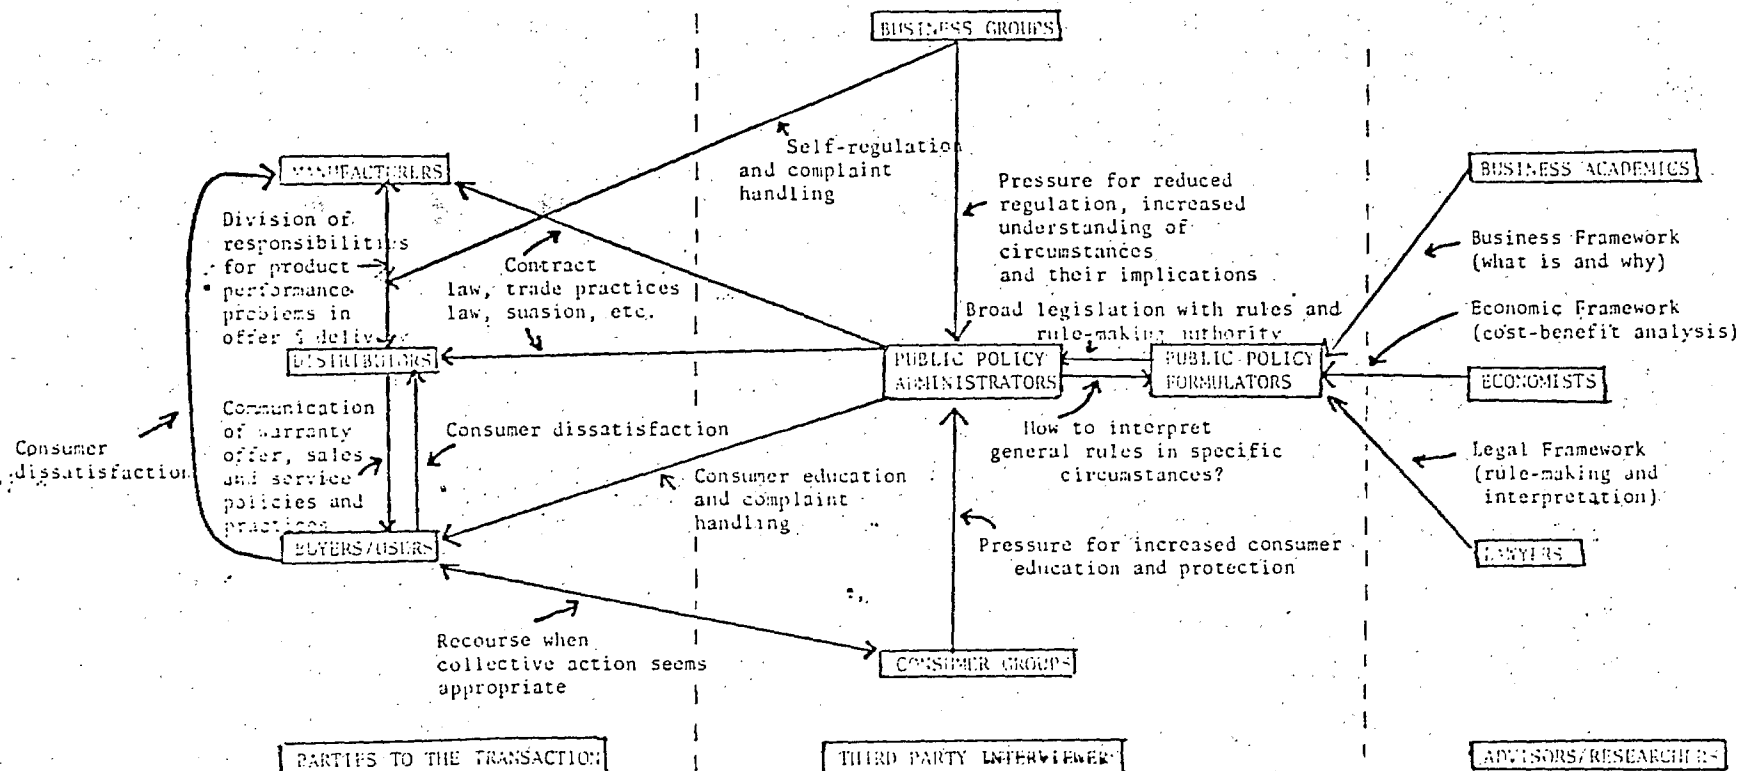 BUSINESS GROUPS
Self-regulation
and complaint
handling
MANUFACTURERS
BUSINESS ACADEMICS
Pressure for reduced
regulation, increased
understanding of
circumstances
and their implications
Division of
responsibilities
for product
performance
problems in
offer & delivery
Contract
law, trade practices
law, suasion, etc.
Business Framework
(what is and why)
Economic Framework
(cost-benefit analysis)
Broad legislation with rules and
rule-making authority
DISTRIBUTORS
PUBLIC POLICY
ADMINISTRATORS
PUBLIC POLICY
FORMULATORS
ECONOMISTS
Consumer
dissatisfaction
Communication
of warranty
offer, sales
and service
policies and
practices
Consumer dissatisfaction
How to interpret
general rules in specific
circumstances?
Legal Framework
(rule-making and
interpretation)
Consumer education
and complaint
handling
BUYERS/USERS
Pressure for increased consumer
education and protection
LAWYERS
Recourse when
collective action seems
appropriate
CONSUMER GROUPS
PARTIES TO THE TRANSACTION
THIRD PARTY INTERVIEWER
ADVISORS/RESEARCHERS